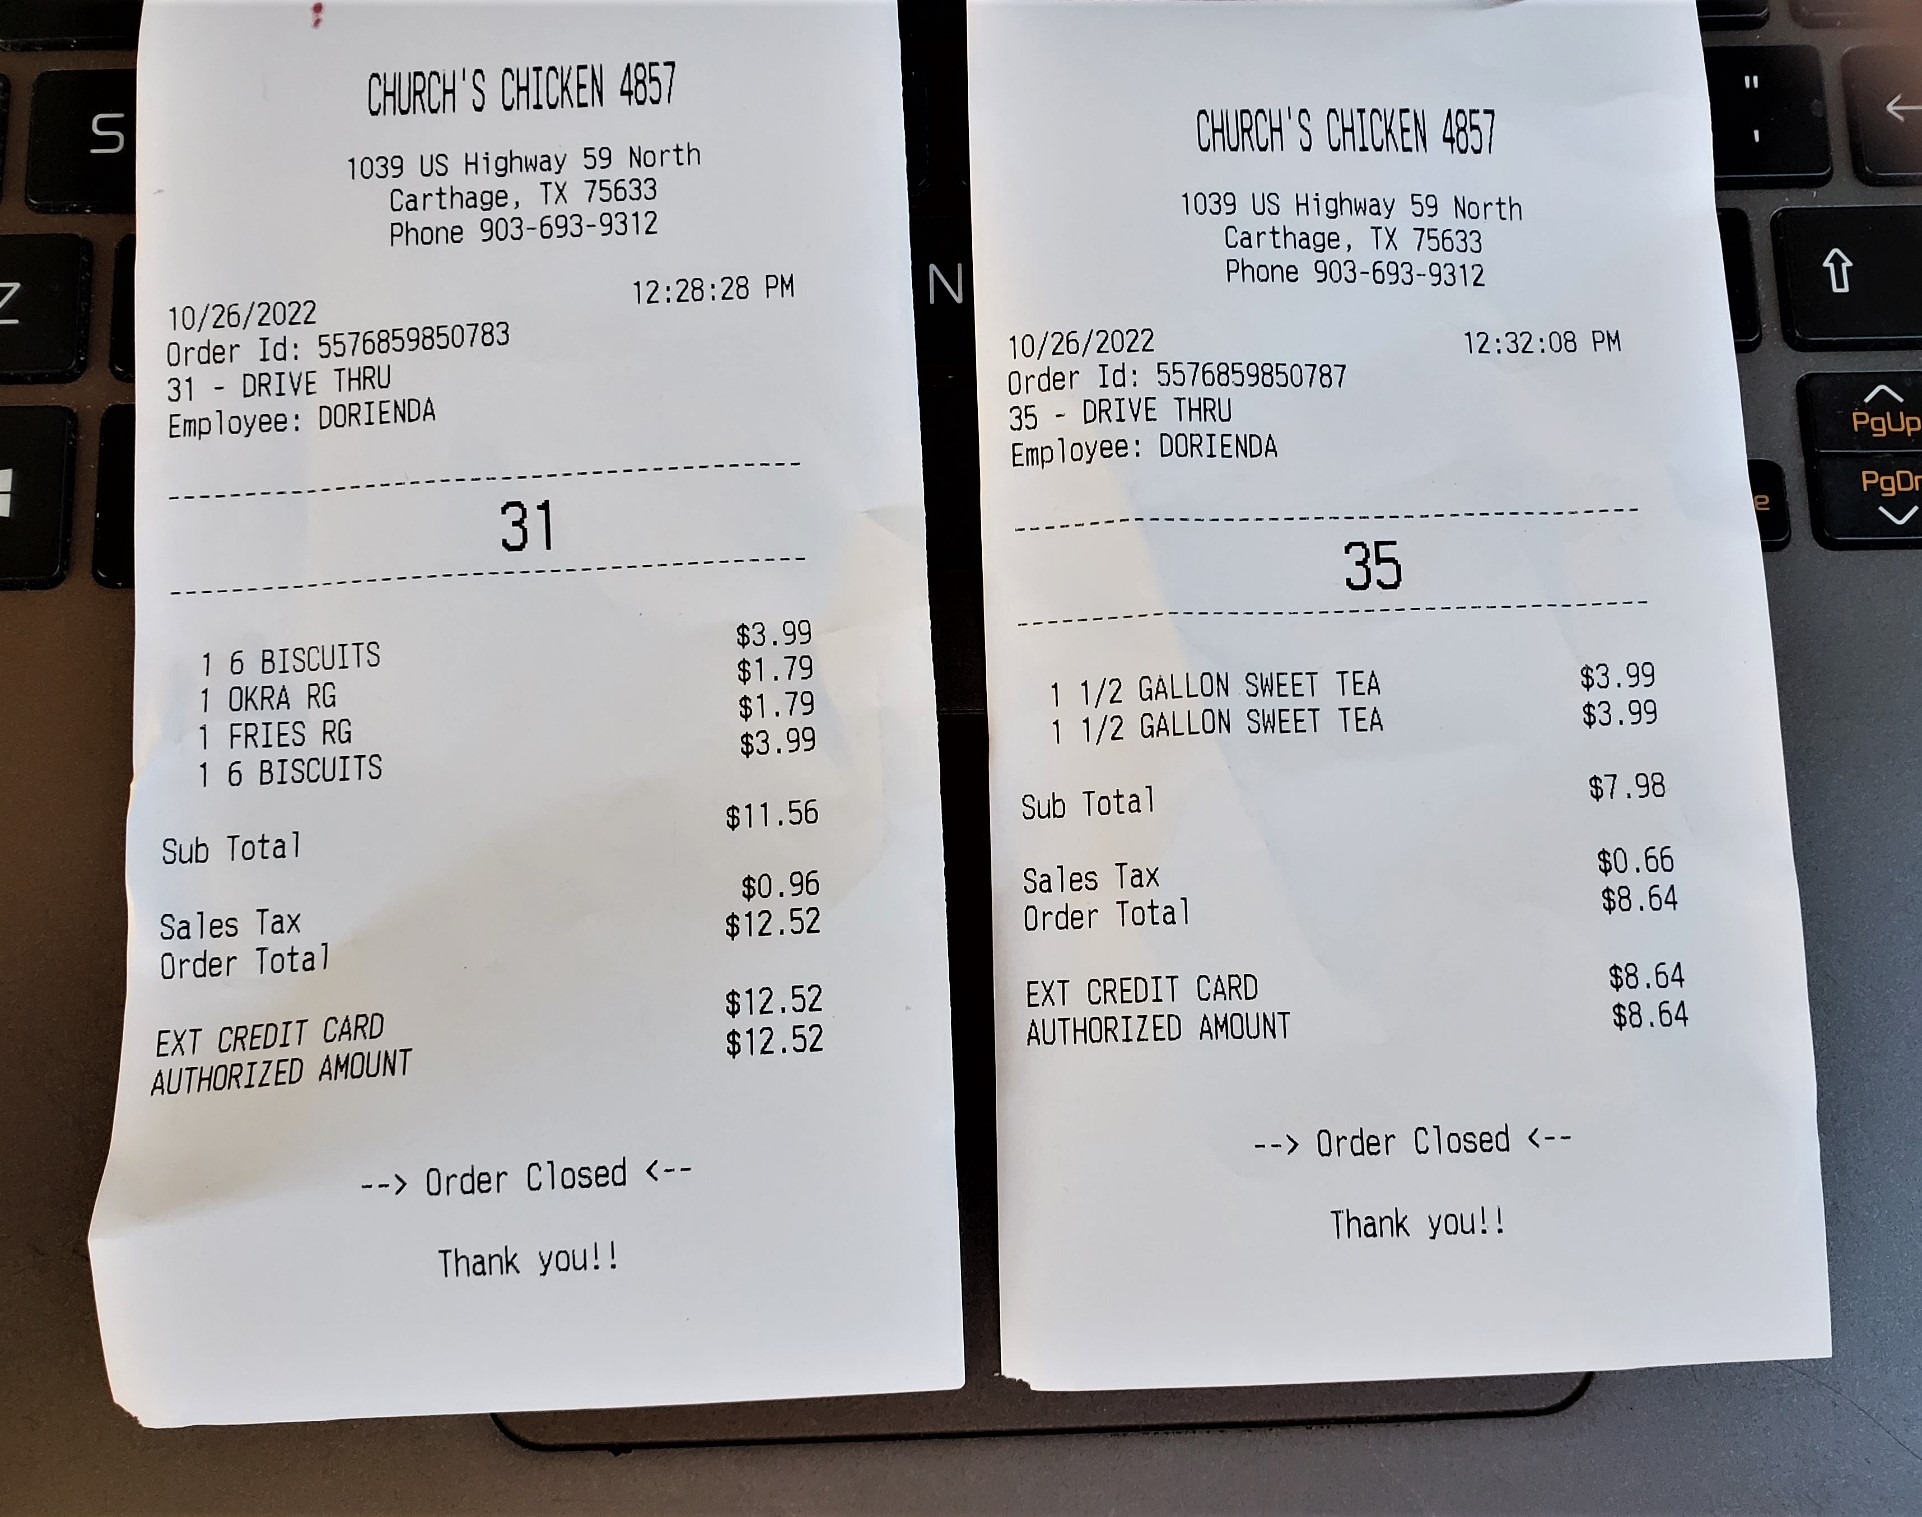 CHURCH'S CHICKEN 4857
1039 US Highway 59 North
Carthage, TX 75633
Phone 903-693-9312
10/26/2022 12:28:28 PM
Order Id: 5576859850783
31 - DRIVE THRU
Employee: DORIENDA
31
1 6 BISCUITS $3.99
1 OKRA RG $1.79
1 FRIES RG $1.79
1 6 BISCUITS $3.99
Sub Total $11.56
Sales Tax $0.96
Order Total $12.52
EXT CREDIT CARD $12.52
AUTHORIZED AMOUNT $12.52
--> Order Closed <--
Thank you!!
CHURCH'S CHICKEN 4857
1039 US Highway 59 North
Carthage, TX 75633
Phone 903-693-9312
10/26/2022 12:32:08 PM
Order Id: 5576859850787
35 - DRIVE THRU
Employee: DORIENDA
35
1 1/2 GALLON SWEET TEA $3.99
1 1/2 GALLON SWEET TEA $3.99
Sub Total $7.98
Sales Tax $0.66
Order Total $8.64
EXT CREDIT CARD $8.64
AUTHORIZED AMOUNT $8.64
--> Order Closed <--
Thank you!!
S
Z
N
"
'
PgUp
PgDn